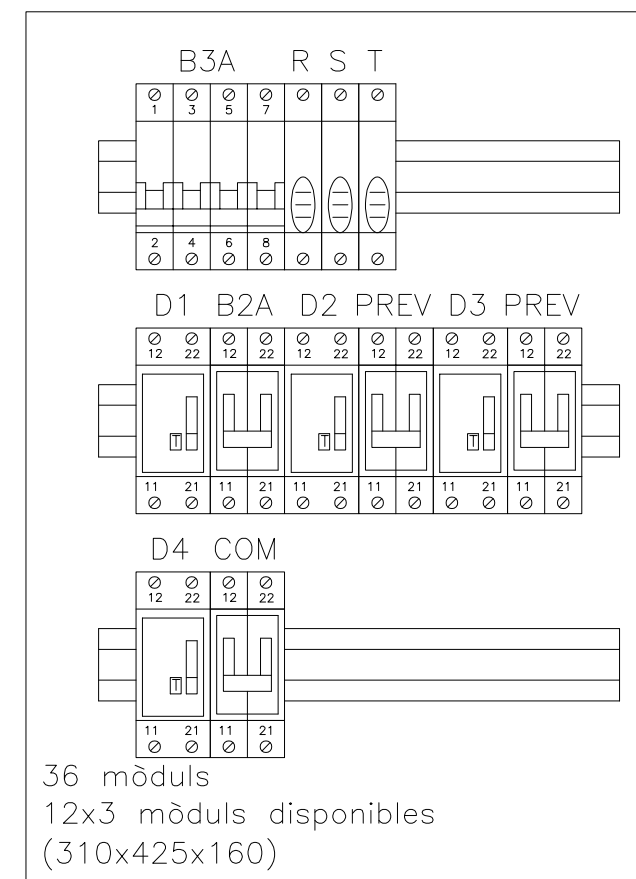 B3A R S T
1 3 5 7
2 4 6 8
D1 B2A D2 PREV D3 PREV
12 22 12 22 12 22 12 22 12 22 12 22
T T T
11 21 11 21 11 21 11 21 11 21 11 21
D4 COM
12 22 12 22
T
11 21 11 21
36 mòduls
12x3 mòduls disponibles
(310x425x160)